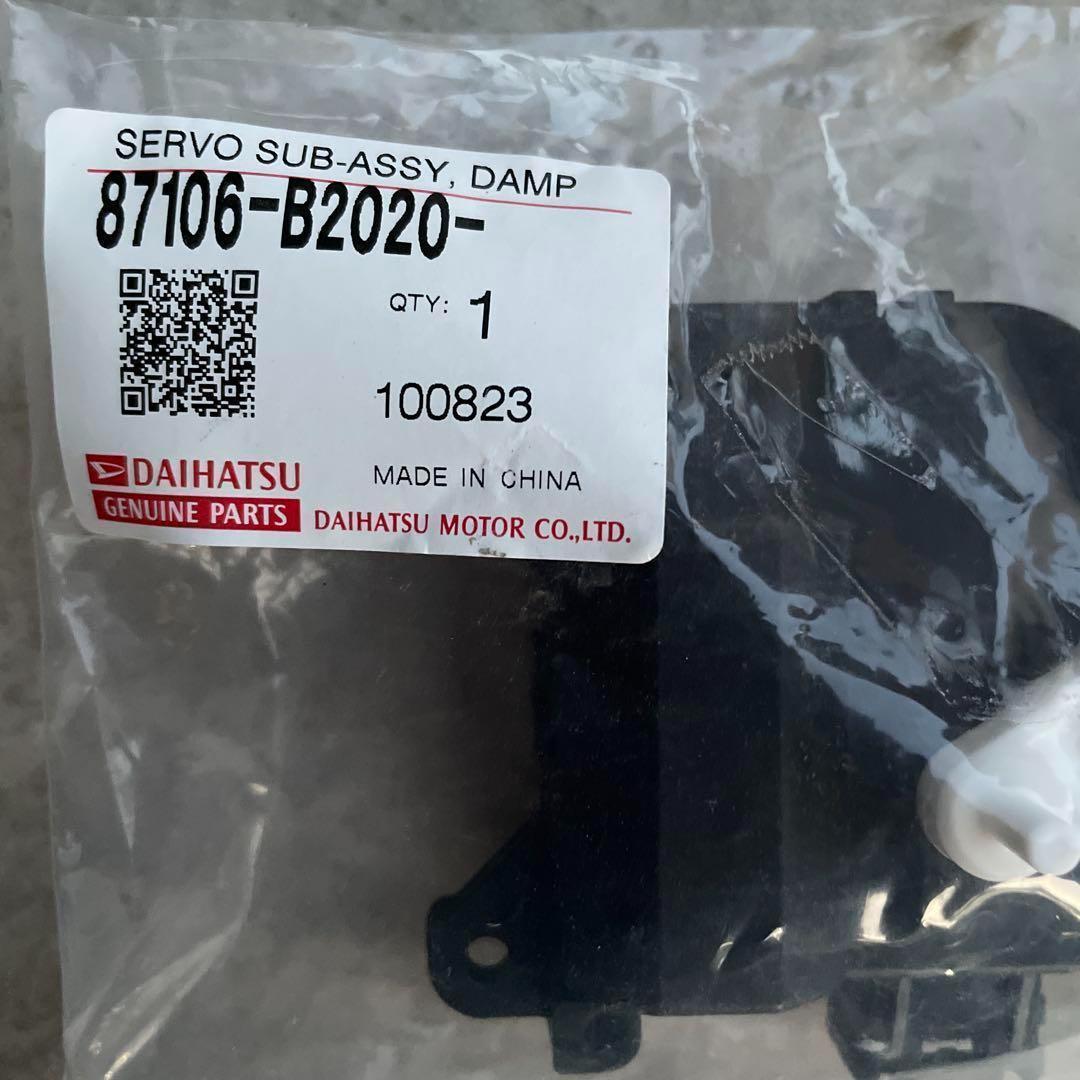 SERVO SUB-ASSY, DAMP
87106-B2020-
QTY: 1
100823
DAIHATSU
MADE IN CHINA
GENUINE PARTS
DAIHATSU MOTOR CO.,LTD.